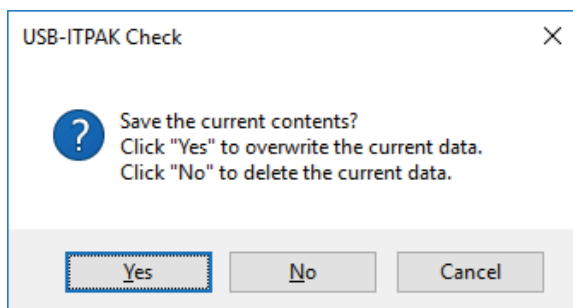 USB-ITPAK Check
Save the current contents?
Click "Yes" to overwrite the current data.
Click "No" to delete the current data.
Yes No Cancel